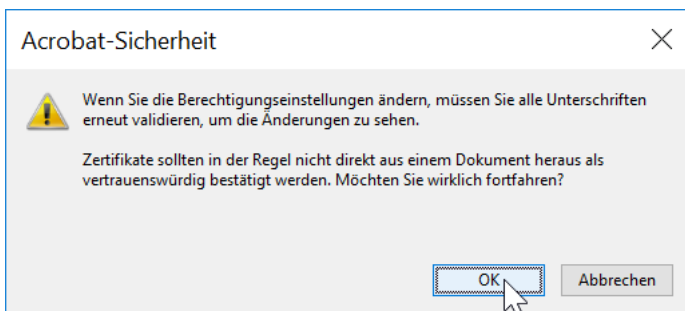 Acrobat-Sicherheit
Wenn Sie die Berechtigungseinstellungen ändern, müssen Sie alle Unterschriften
erneut validieren, um die Änderungen zu sehen.
Zertifikate sollten in der Regel nicht direkt aus einem Dokument heraus als
vertrauenswürdig bestätigt werden. Möchten Sie wirklich fortfahren?
OK
Abbrechen